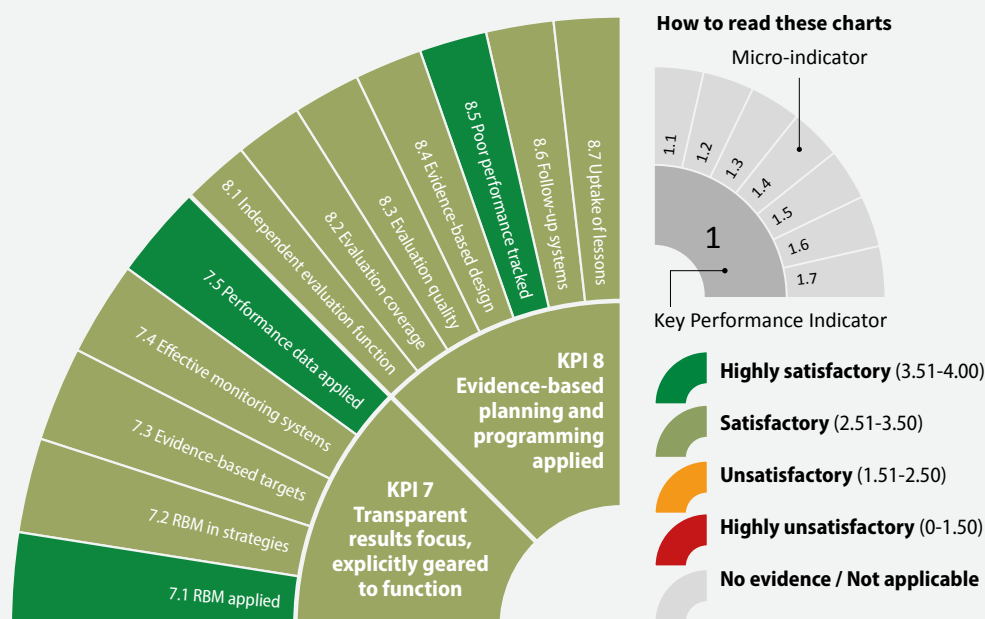 7.1 RBM applied
7.2 RBM in strategies
7.3 Evidence-based targets
7.4 Effective monitoring systems
7.5 Performance data applied
8.1 Independent evaluation function
8.2 Evaluation coverage
8.3 Evaluation quality
8.4 Evidence-based design
8.5 Poor performance tracked
8.6 Follow-up systems
8.7 Uptake of lessons
KPI 7
Transparent
results focus,
explicitly geared
to function
KPI 8
Evidence-based
planning and
programming
applied
How to read these charts
Micro-indicator
1.1
1.2
1.3
1.4
1.5
1.6
1.7
1
Key Performance Indicator
Highly satisfactory (3.51-4.00)
Satisfactory (2.51-3.50)
Unsatisfactory (1.51-2.50)
Highly unsatisfactory (0-1.50)
No evidence / Not applicable